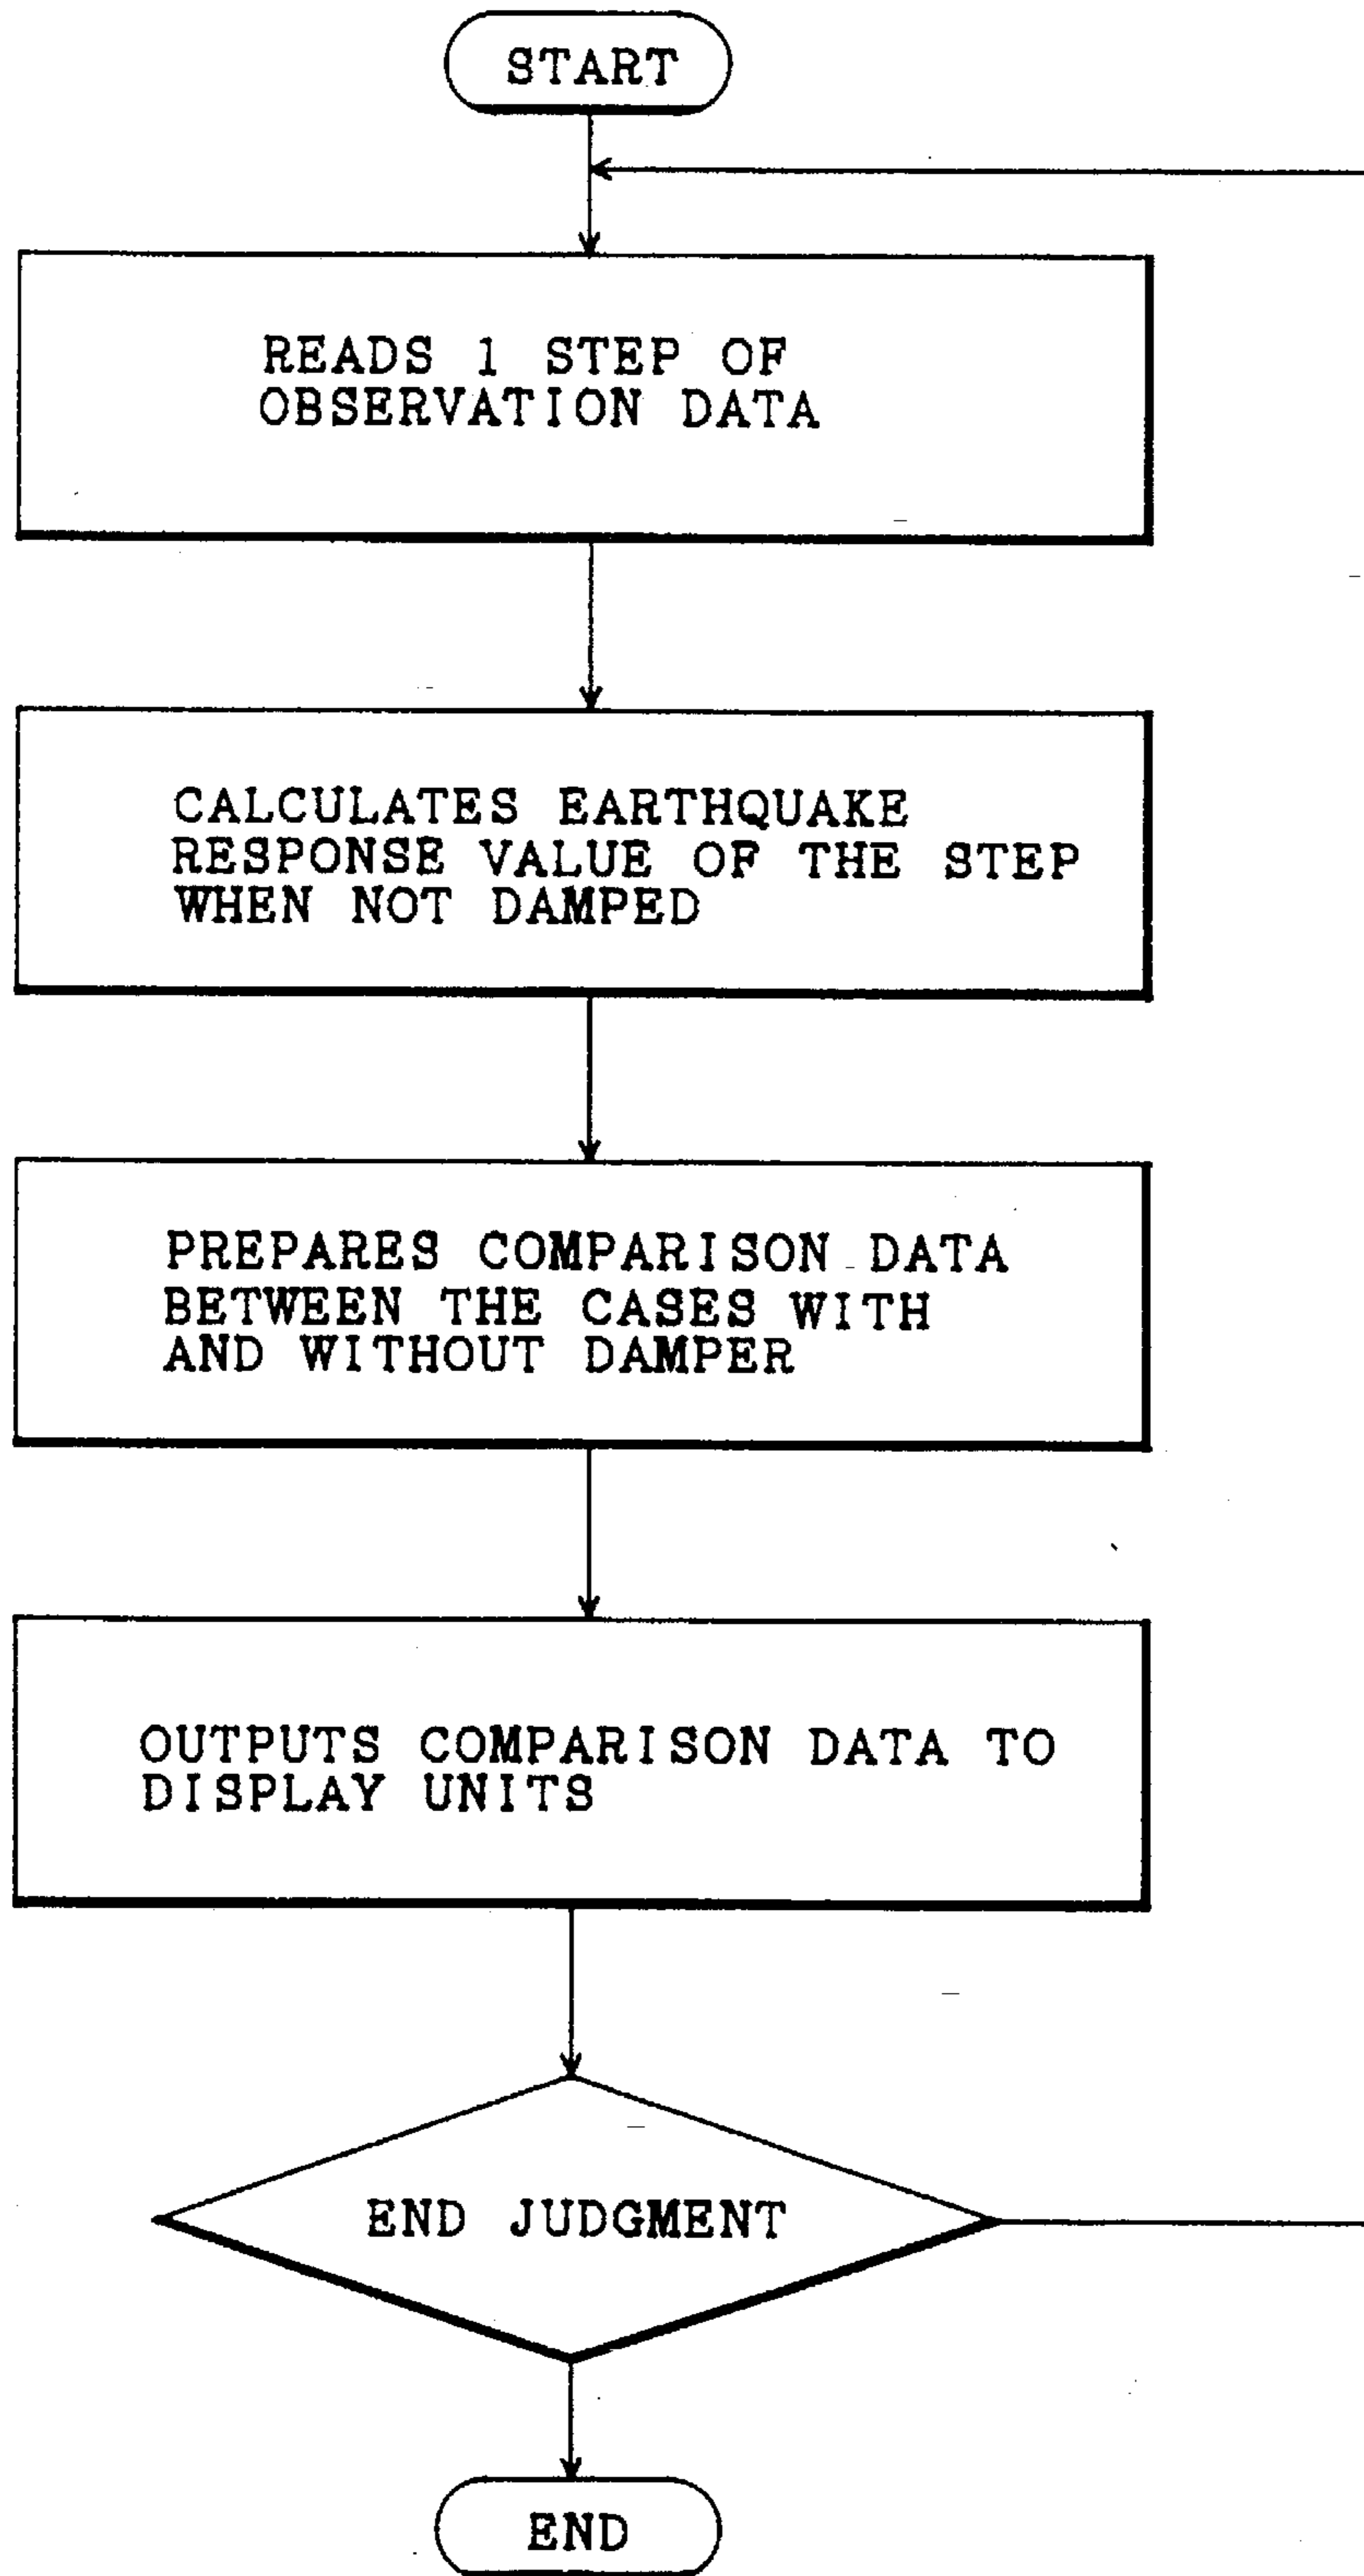 START
READS 1 STEP OF
OBSERVATION DATA
CALCULATES EARTHQUAKE
RESPONSE VALUE OF THE STEP
WHEN NOT DAMPED
PREPARES COMPARISON DATA
BETWEEN THE CASES WITH
AND WITHOUT DAMPER
OUTPUTS COMPARISON DATA TO
DISPLAY UNITS
END JUDGMENT
END